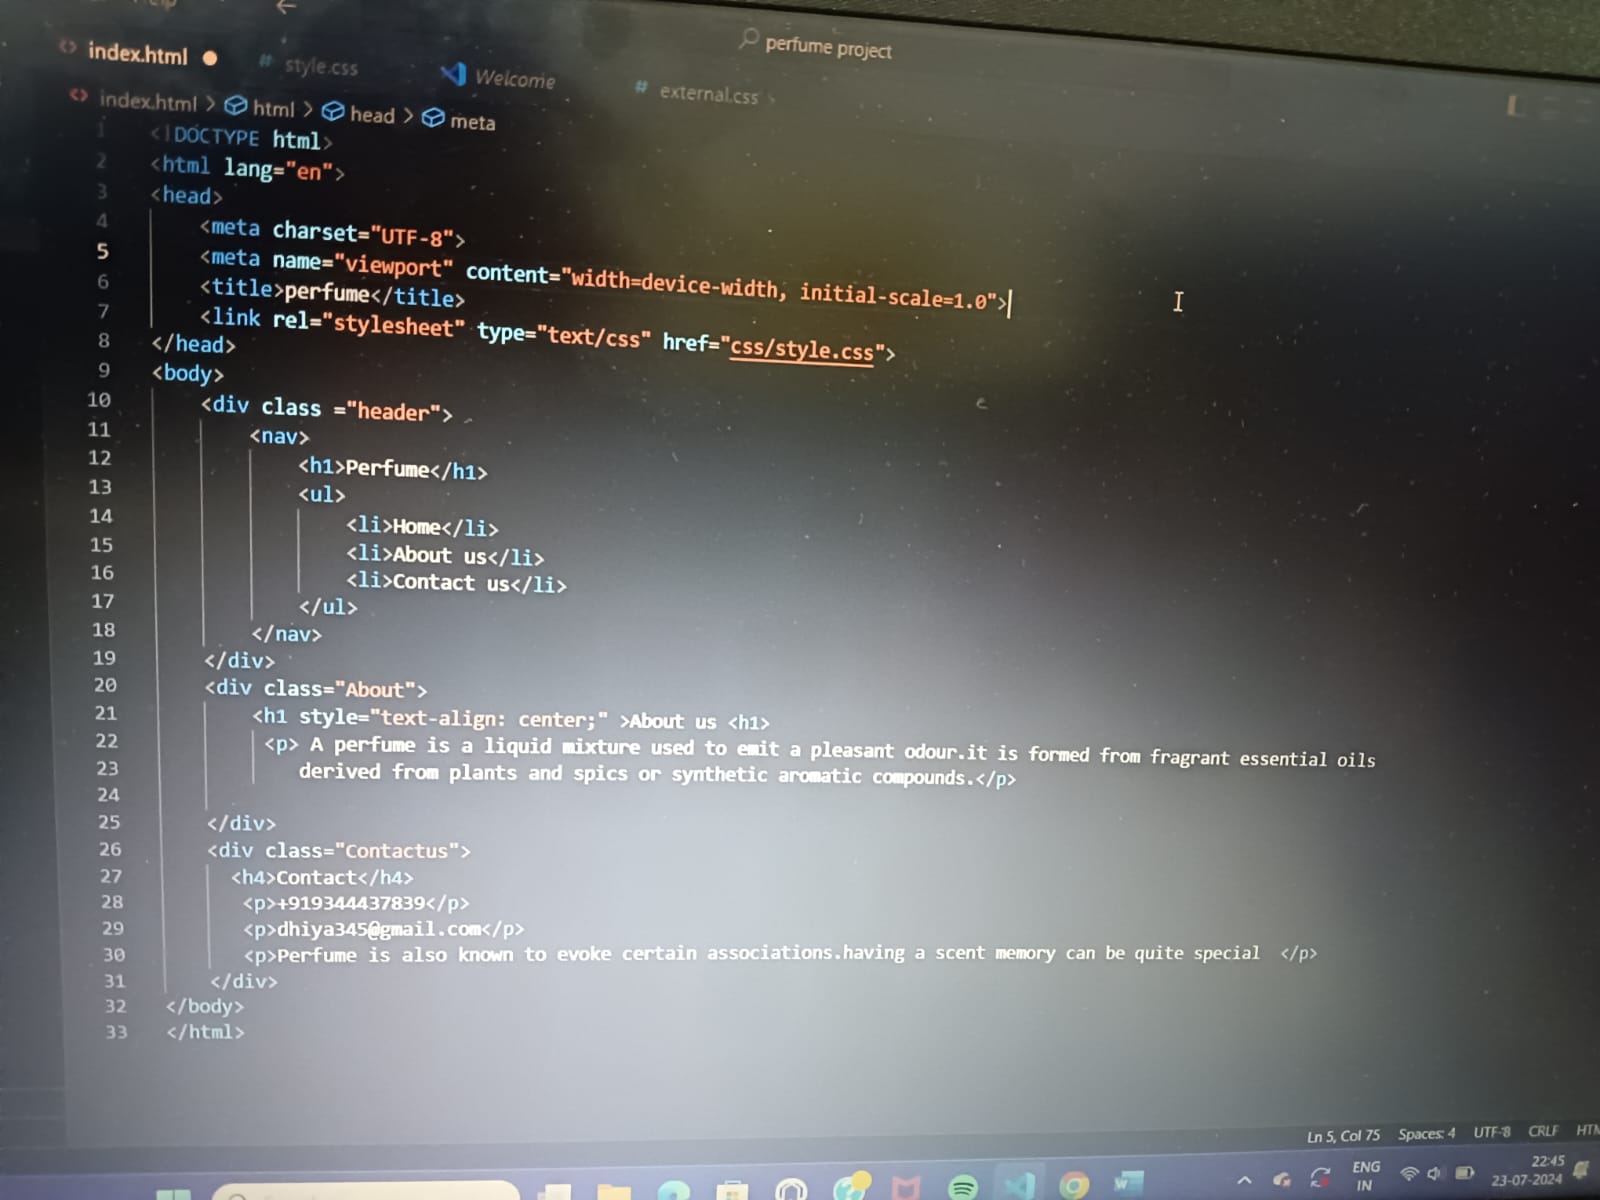 perfume project
index.html
# style.css
Welcome
# external.css
index.html > html > head > meta
1 <!DOCTYPE html>
2 <html lang="en">
3 <head>
4 <meta charset="UTF-8">
5 <meta name="viewport" content="width=device-width, initial-scale=1.0">
6 <title>perfume</title>
7 <link rel="stylesheet" type="text/css" href="css/style.css">
8 </head>
9 <body>
10 <div class ="header">
11 <nav>
12 <h1>Perfume</h1>
13 <ul>
14 <li>Home</li>
15 <li>About us</li>
16 <li>Contact us</li>
17 </ul>
18 </nav>
19 </div>
20 <div class="About">
21 <h1 style="text-align: center;" >About us <h1>
22 <p> A perfume is a liquid mixture used to emit a pleasant odour.it is formed from fragrant essential oils
23 derived from plants and spics or synthetic aromatic compounds.</p>
24
25 </div>
26 <div class="Contactus">
27 <h4>Contact</h4>
28 <p>+919344437839</p>
29 <p>dhiya345@gmail.com</p>
30 <p>Perfume is also known to evoke certain associations.having a scent memory can be quite special </p>
31 </div>
32 </body>
33 </html>
Ln 5, Col 75 Spaces: 4 UTF-8 CRLF
ENG
IN
22:45
23-07-2024